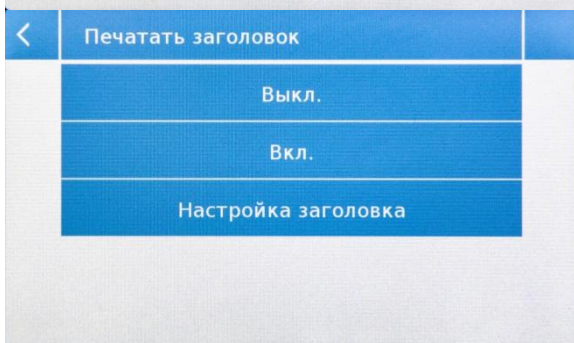 Печатать заголовок
Выкл.
Вкл.
Настройка заголовка